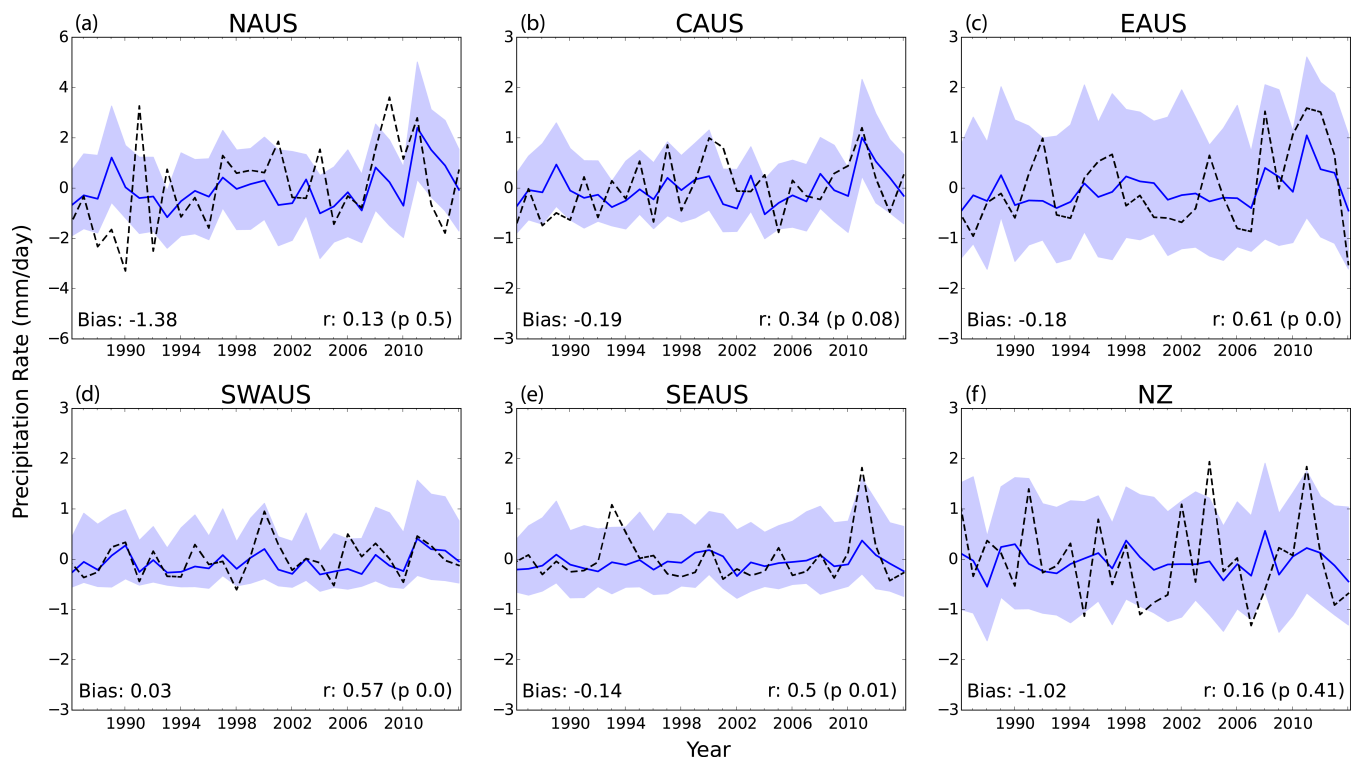 (a) NAUS (b) CAUS (c) EAUS
6 3 3
4 2 2
2 1 1
0 0 0
−2 −1 −1
−4 −2 −2
Bias: -1.38 r: 0.13 (p 0.5) Bias: -0.19 r: 0.34 (p 0.08) Bias: -0.18 r: 0.61 (p 0.0)
−6 −3 −3
1990 1994 1998 2002 2006 2010 1990 1994 1998 2002 2006 2010 1990 1994 1998 2002 2006 2010
Precipitation Rate (mm/day)
(d) SWAUS (e) SEAUS (f) NZ
3 3 3
2 2 2
1 1 1
0 0 0
−1 −1 −1
−2 −2 −2
Bias: 0.03 r: 0.57 (p 0.0) Bias: -0.14 r: 0.5 (p 0.01) Bias: -1.02 r: 0.16 (p 0.41)
−3 −3 −3
1990 1994 1998 2002 2006 2010 1990 1994 1998 2002 2006 2010 1990 1994 1998 2002 2006 2010
Year